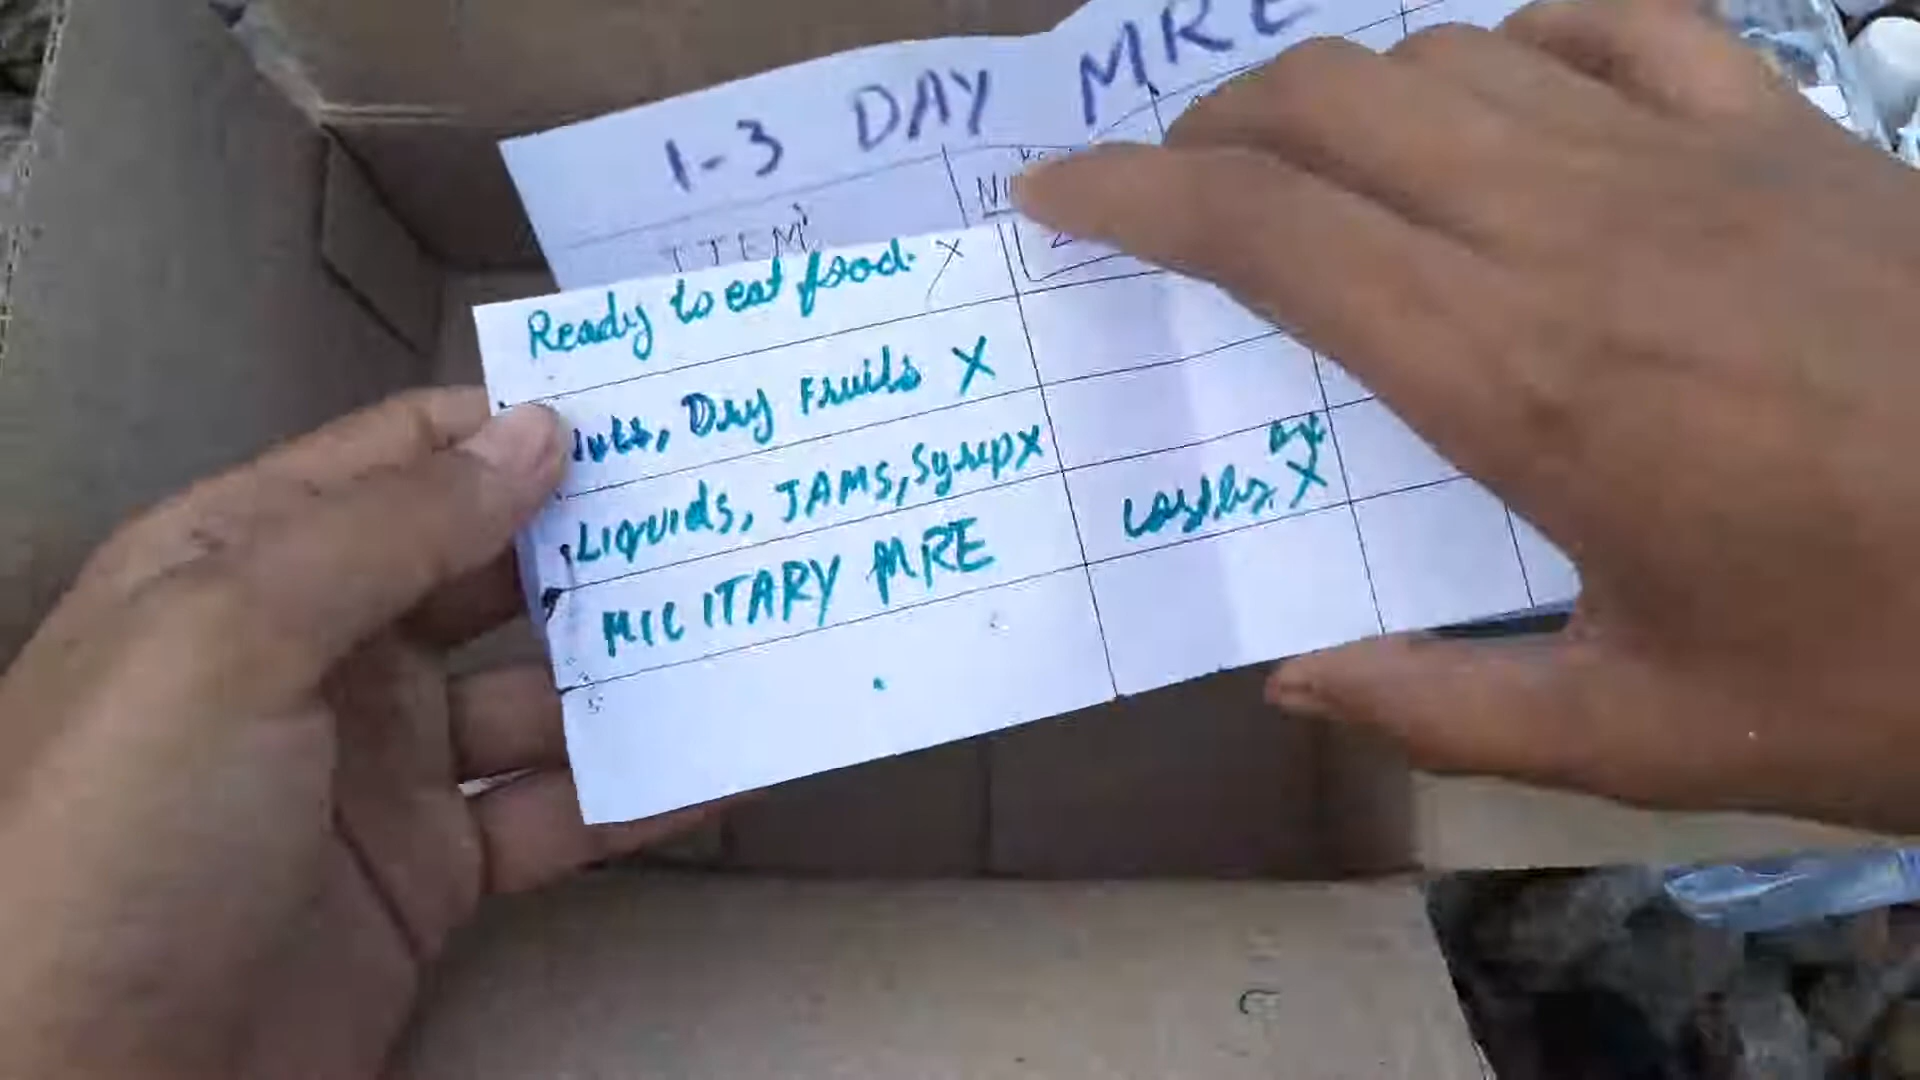 1-3 DAY MRE
ITEM
Ready to eat food. X
Nuts, Dry Fruits X
Liquids, JAMS, Syrup X
MILITARY MRE
X